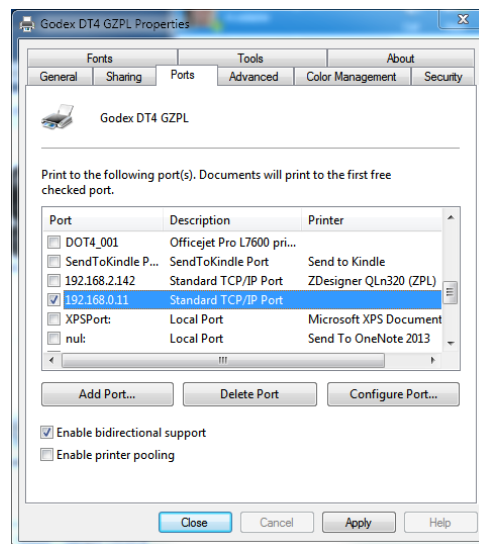 Godex DT4 GZPL Properties
Fonts Tools About
General Sharing Ports Advanced Color Management Security
Godex DT4 GZPL
Print to the following port(s). Documents will print to the first free
checked port.
Port Description Printer
DOT4_001 Officejet Pro L7600 pri...
SendToKindle P... SendToKindle Port Send to Kindle
192.168.2.142 Standard TCP/IP Port ZDesigner QLn320 (ZPL)
192.168.0.11 Standard TCP/IP Port
XPSPort: Local Port Microsoft XPS Document
nul: Local Port Send To OneNote 2013
Add Port... Delete Port Configure Port...
Enable bidirectional support
Enable printer pooling
Close Cancel Apply Help